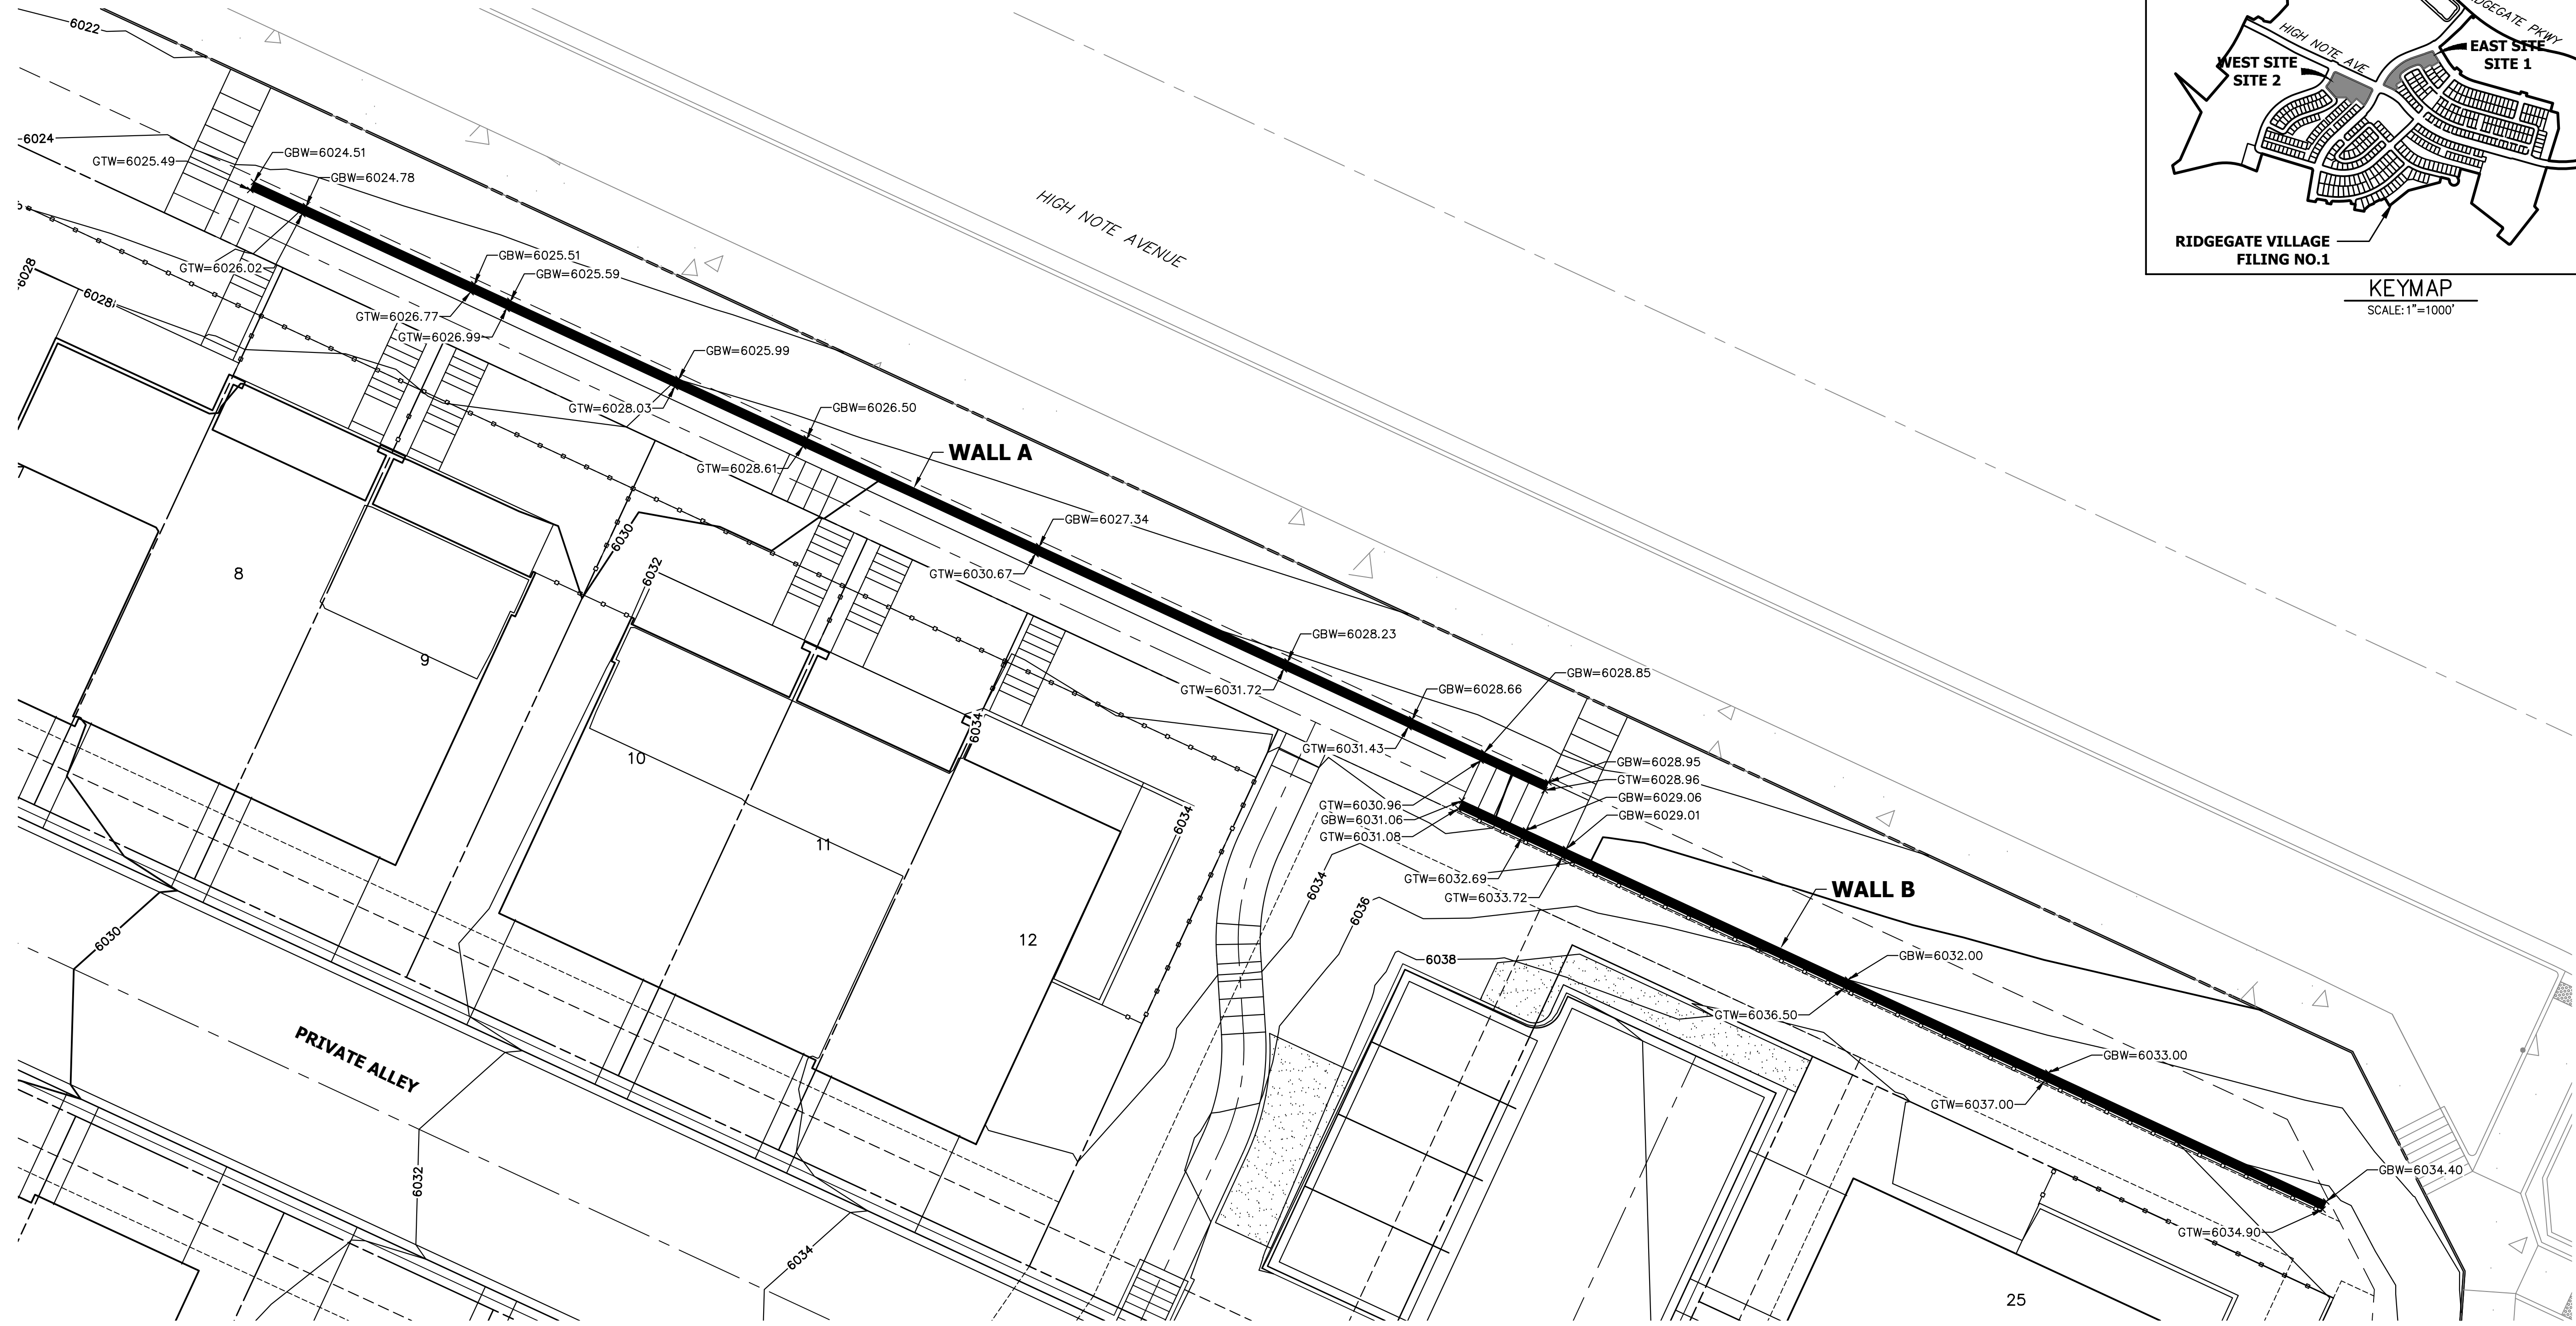 6022
6024
GTW=6025.49
GBW=6024.51
GBW=6024.78
GTW=6026.02
6028
6028
GBW=6025.51
GBW=6025.59
GTW=6026.77
GTW=6026.99
GBW=6025.99
GTW=6028.03
GBW=6026.50
GTW=6028.61
WALL A
HIGH NOTE AVENUE
GBW=6027.34
GTW=6030.67
GBW=6028.23
GTW=6031.72
GBW=6028.66
GTW=6031.43
GBW=6028.85
GTW=6030.96
GBW=6028.95
GTW=6028.96
GBW=6031.06
GTW=6031.08
GBW=6029.06
GBW=6029.01
GTW=6032.69
GTW=6033.72
WALL B
GBW=6032.00
GTW=6036.50
GBW=6033.00
GTW=6037.00
GBW=6034.40
GTW=6034.90
8
9
10
11
12
25
6030
6032
6034
6034
6034
6036
6038
6030
6032
6034
PRIVATE ALLEY
HIGH NOTE AVE
RIDGEGATE PKWY
EAST SITE
SITE 1
WEST SITE
SITE 2
RIDGEGATE VILLAGE
FILING NO.1
KEYMAP
SCALE:1"=1000'